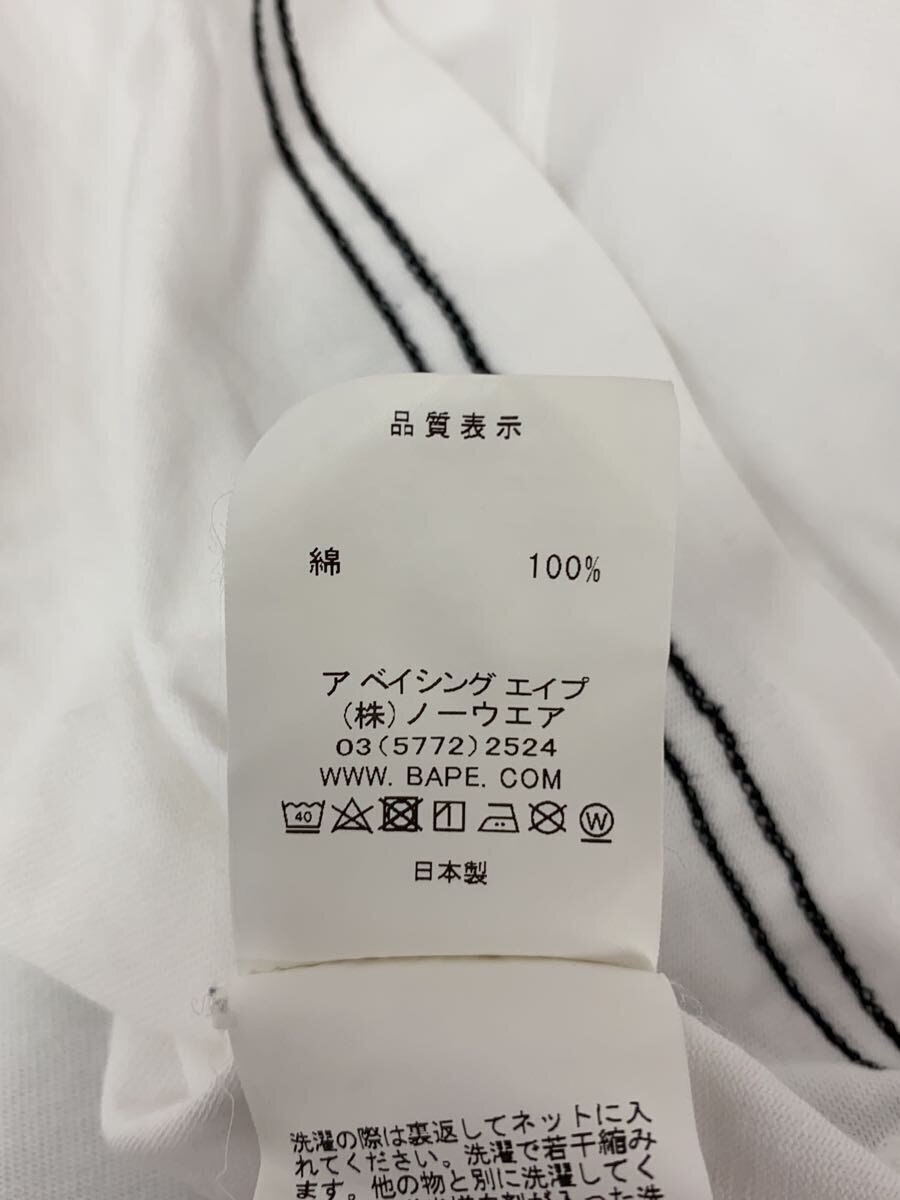 品質表示
綿 100%
ア ベイシング エイプ
(株)ノーウエア
03(5772)2524
WWW. BAPE. COM
40 W
日本製
洗濯の際は裏返してネットに入
れてください。洗濯で若干縮み
ます。他の物と別に洗濯してく